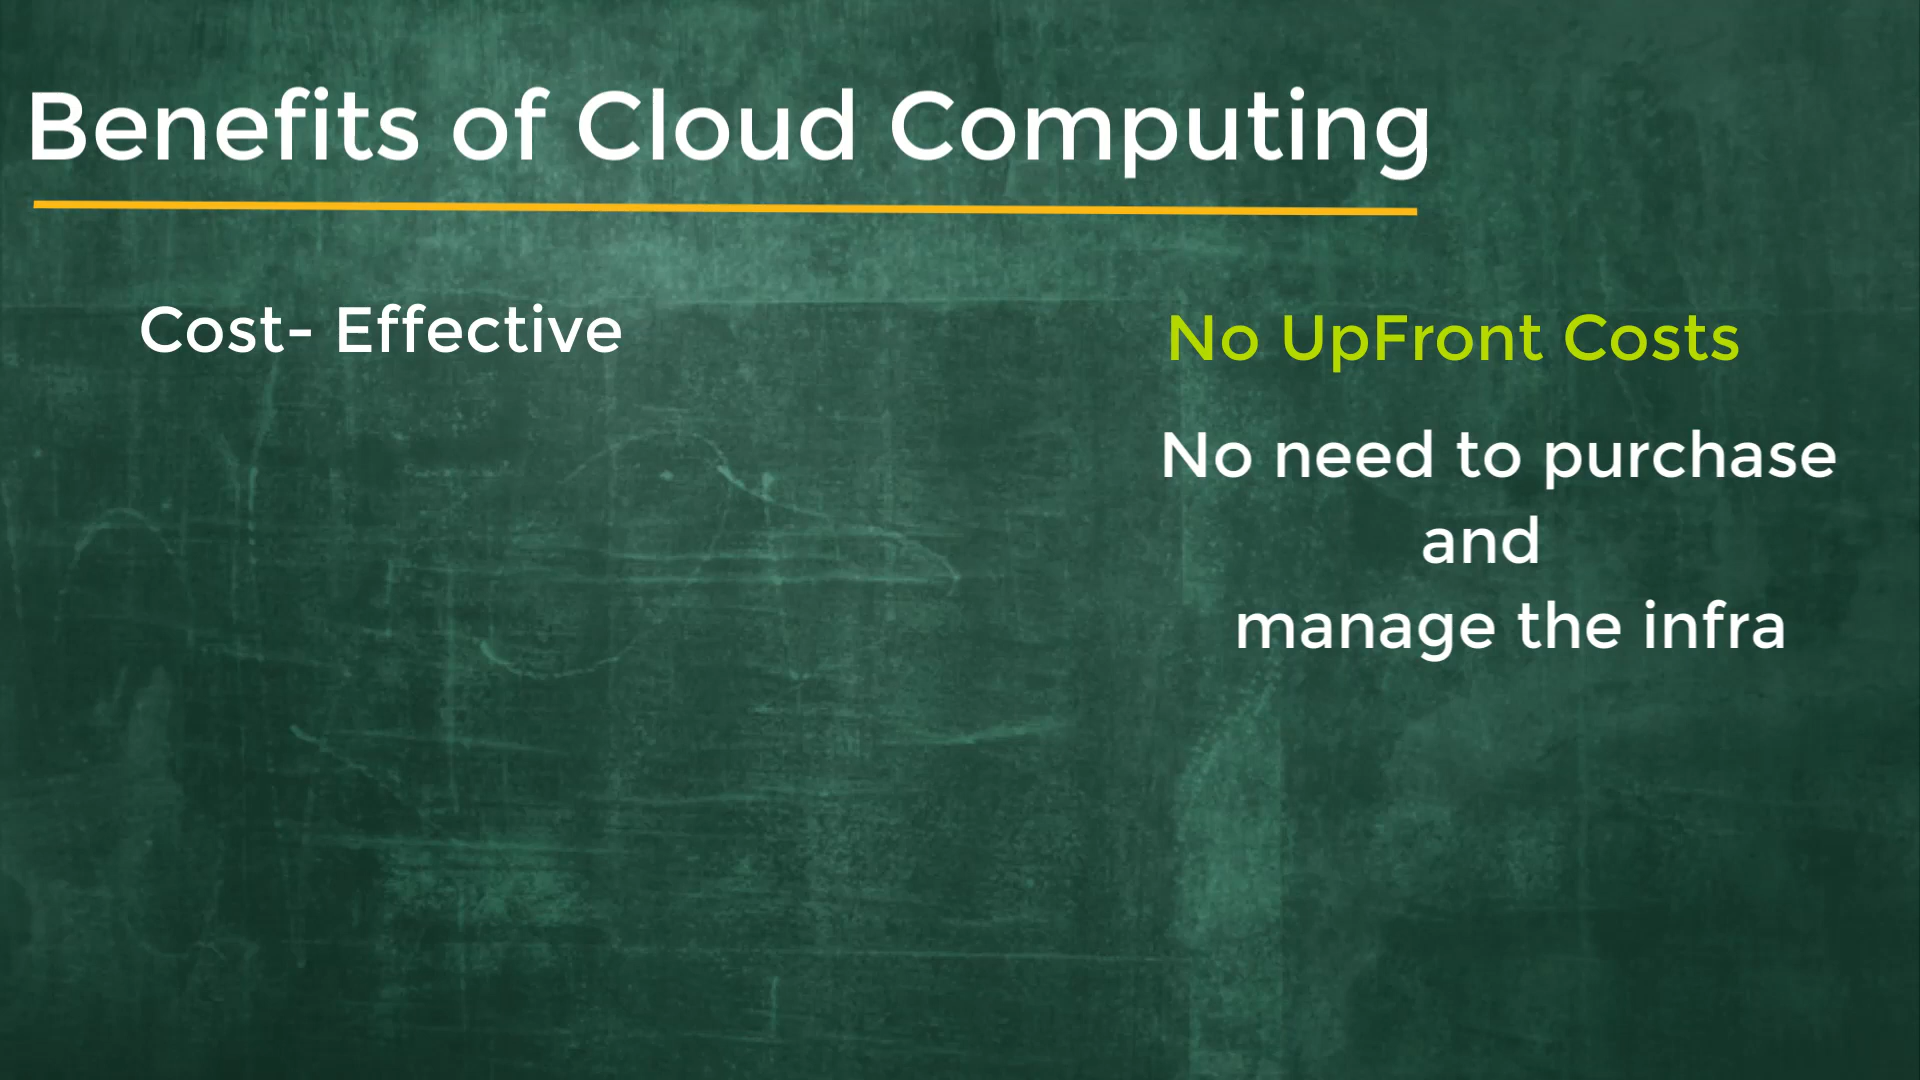 Benefits of Cloud Computing
Cost- Effective
No UpFront Costs
No need to purchase
and
manage the infra